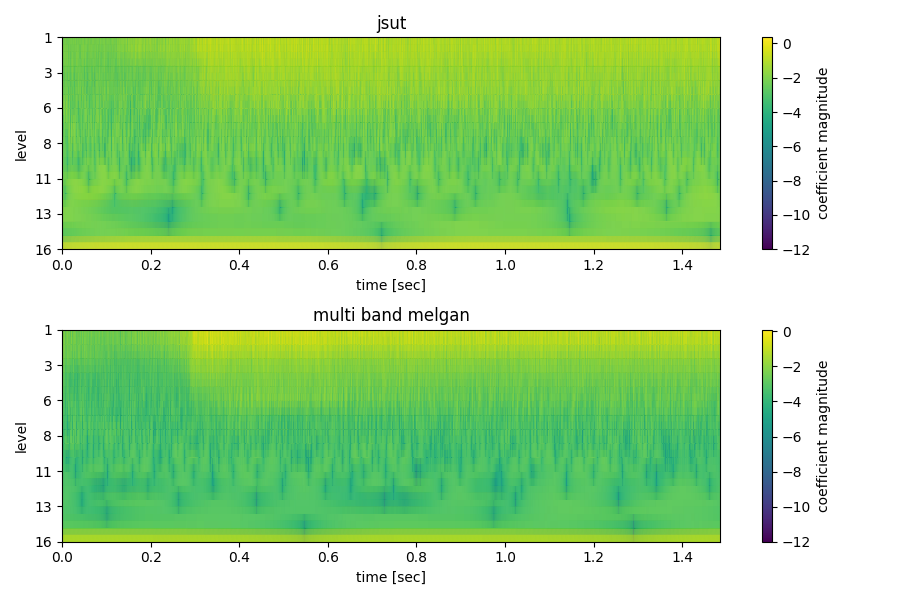 jsut
1
3
6
8
11
13
16
level
0.0 0.2 0.4 0.6 0.8 1.0 1.2 1.4
time [sec]
0
−2
−4
−6
−8
−10
−12
coefficient magnitude
multi band melgan
1
3
6
8
11
13
16
level
0.0 0.2 0.4 0.6 0.8 1.0 1.2 1.4
time [sec]
0
−2
−4
−6
−8
−10
−12
coefficient magnitude